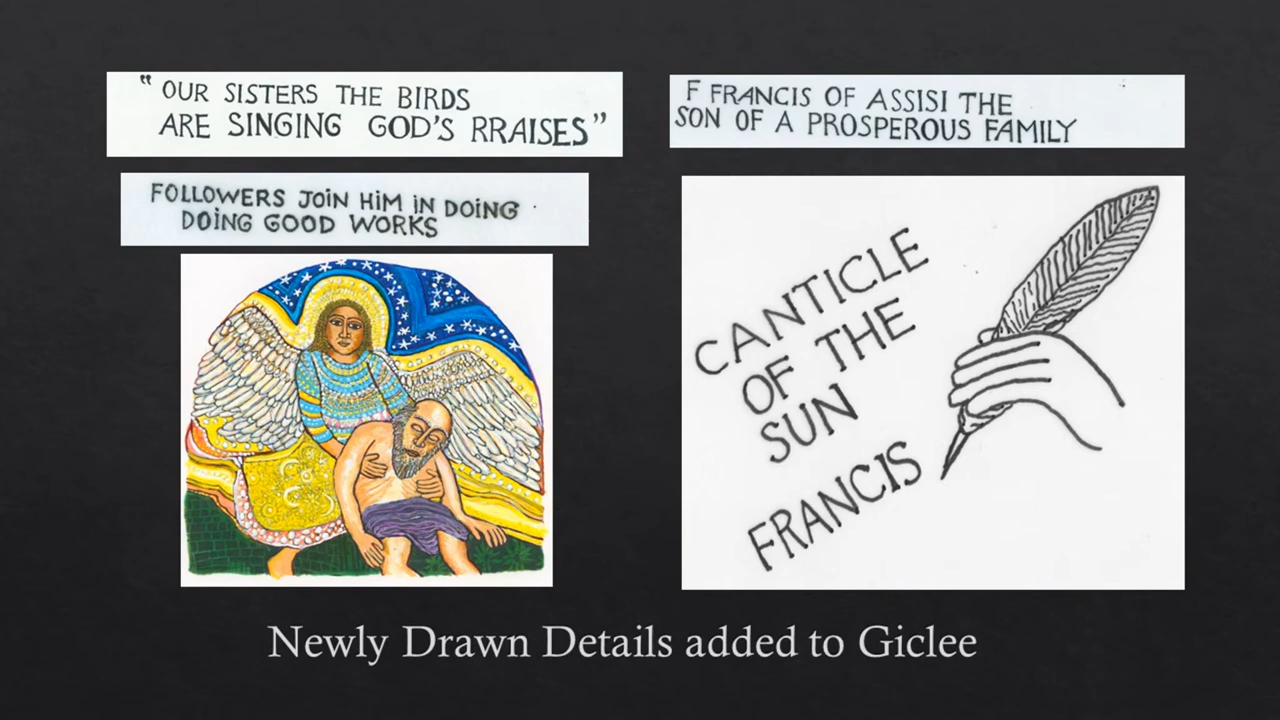 “ OUR SISTERS THE BIRDS
ARE SINGING GOD'S RRAISES”
FOLLOWERS JOIN HIM IN DOING
DOING GOOD WORKS
F FRANCIS OF ASSISI THE
SON OF A PROSPEROUS FAMILY
CANTICLE
OF THE
SUN
FRANCIS
Newly Drawn Details added to Giclee